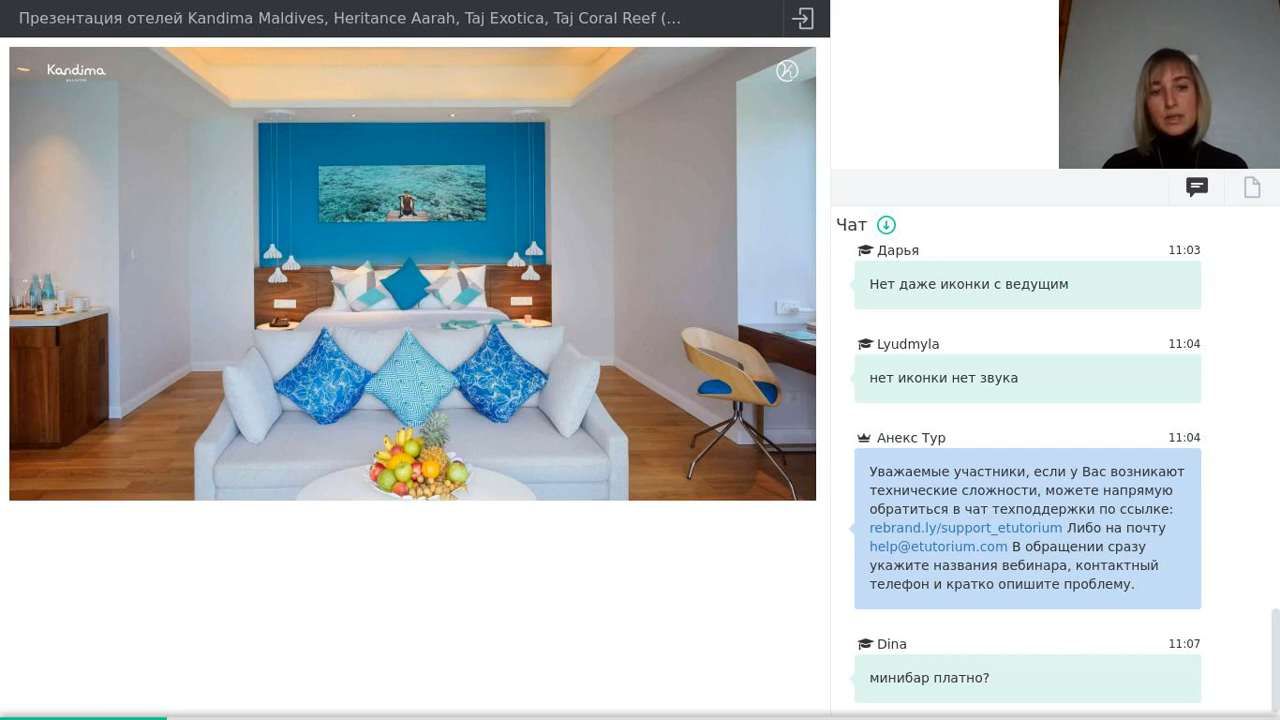 Презентация отелей Kandima Maldives, Heritance Aarah, Taj Exotica, Taj Coral Reef (...
Kandima
MALDIVES
Чат
Дарья 11:03
Нет даже иконки с ведущим
Lyudmyla 11:04
нет иконки нет звука
Анекс Тур 11:04
Уважаемые участники, если у Вас возникают
технические сложности, можете напрямую
обратиться в чат техподдержки по ссылке:
rebrand.ly/support_etutorium Либо на почту
help@etutorium.com В обращении сразу
укажите названия вебинара, контактный
телефон и кратко опишите проблему.
Dina 11:07
минибар платно?